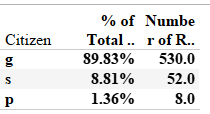 % of Numbe
Citizen Total .. r of R..
g 89.83% 530.0
s 8.81% 52.0
p 1.36% 8.0